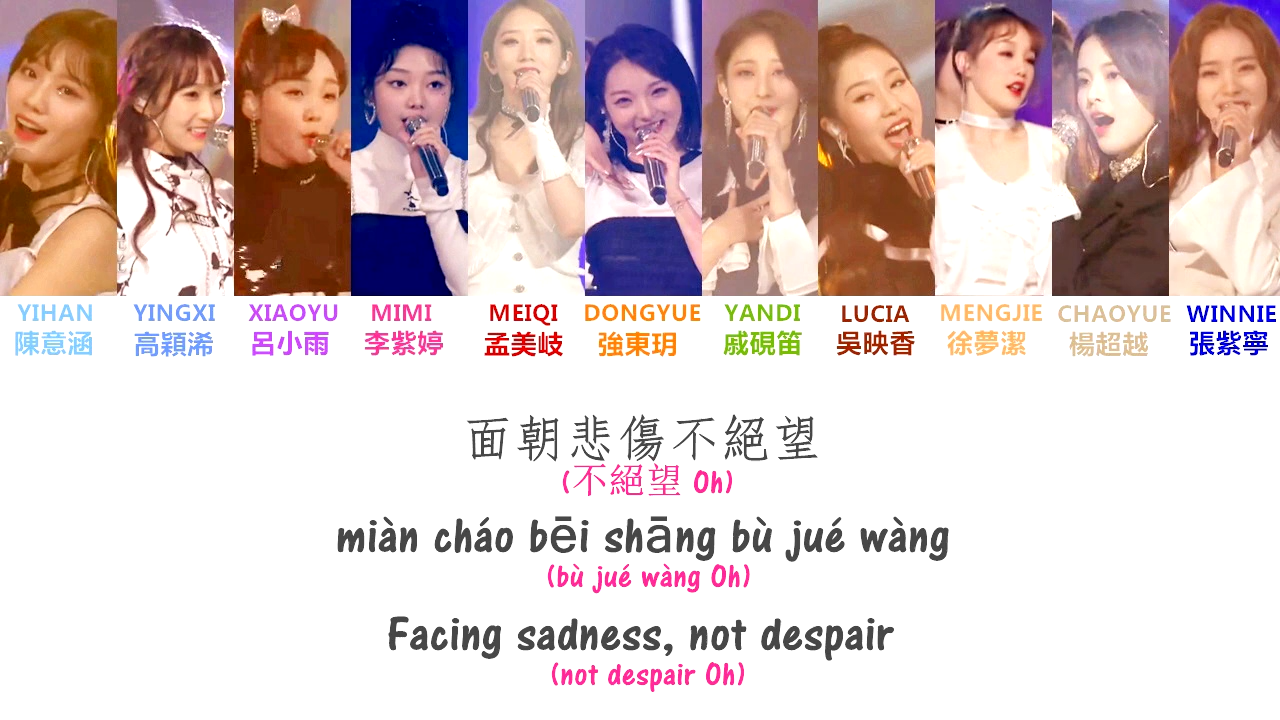 YIHAN YINGXI XIAOYU MIMI MEIQI DONGYUE YANDI LUCIA MENGJIE CHAOYUE WINNIE
陳意涵 高穎浠 呂小雨 李紫婷 孟美岐 強東玥 戚硯笛 吳映香 徐夢潔 楊超越 張紫寧
面朝悲傷不絕望
(不絕望 Oh)
miàn cháo bēi shāng bù jué wàng
(bù jué wàng Oh)
Facing sadness, not despair
(not despair Oh)